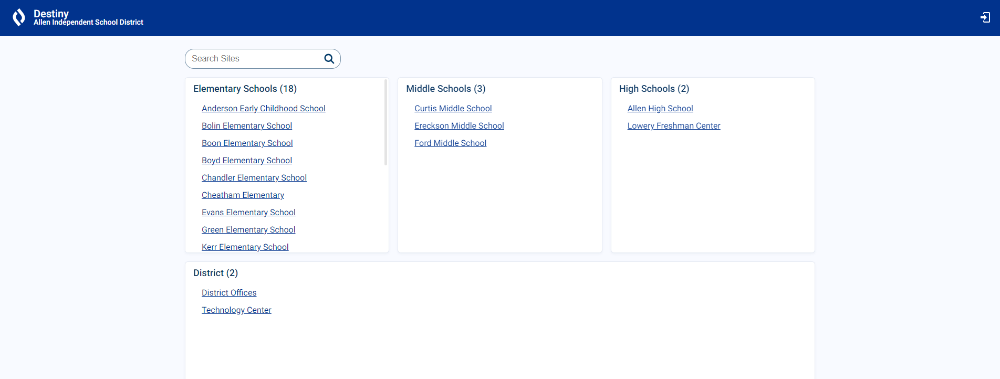 Destiny
Allen Independent School District
Search Sites
Elementary Schools (18)
Anderson Early Childhood School
Bolin Elementary School
Boon Elementary School
Boyd Elementary School
Chandler Elementary School
Cheatham Elementary
Evans Elementary School
Green Elementary School
Kerr Elementary School
Middle Schools (3)
Curtis Middle School
Ereckson Middle School
Ford Middle School
High Schools (2)
Allen High School
Lowery Freshman Center
District (2)
District Offices
Technology Center